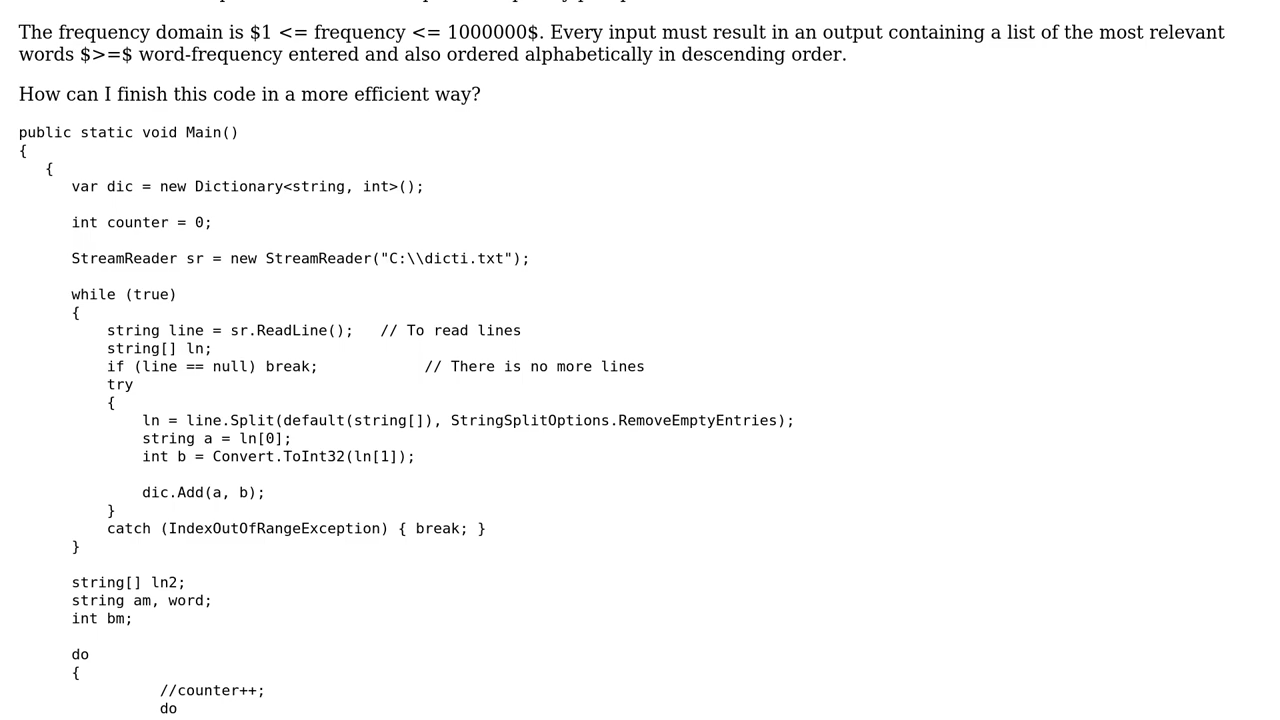 The frequency domain is $1 <= frequency <= 1000000$. Every input must result in an output containing a list of the most relevant
words $>=$ word-frequency entered and also ordered alphabetically in descending order.
How can I finish this code in a more efficient way?
public static void Main()
{
{
var dic = new Dictionary<string, int>();
int counter = 0;
StreamReader sr = new StreamReader("C:\\dicti.txt");
while (true)
{
string line = sr.ReadLine();   // To read lines
string[] ln;
if (line == null) break;            // There is no more lines
try
{
ln = line.Split(default(string[]), StringSplitOptions.RemoveEmptyEntries);
string a = ln[0];
int b = Convert.ToInt32(ln[1]);
dic.Add(a, b);
}
catch (IndexOutOfRangeException) { break; }
}
string[] ln2;
string am, word;
int bm;
do
{
//counter++;
do